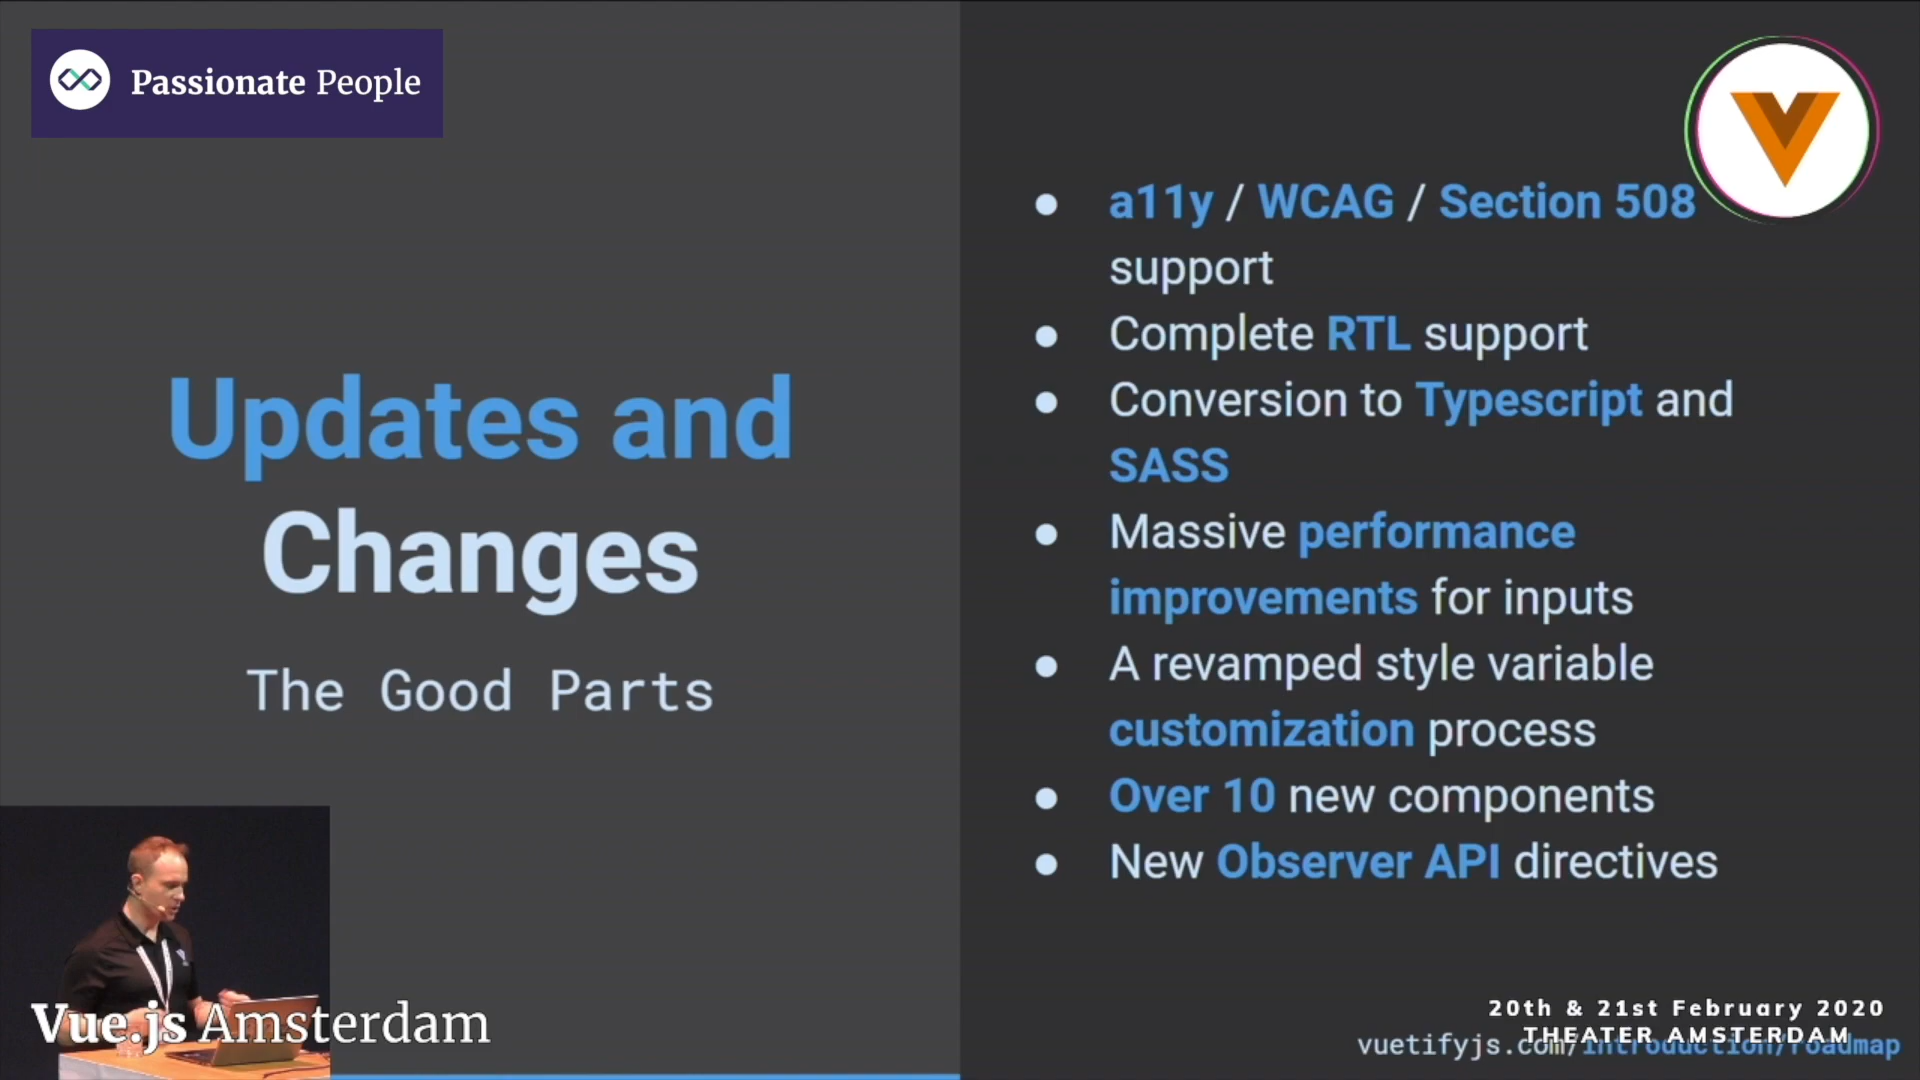 Passionate People
Updates and
Changes
The Good Parts
● a11y / WCAG / Section 508
support
● Complete RTL support
● Conversion to Typescript and
SASS
● Massive performance
improvements for inputs
● A revamped style variable
customization process
● Over 10 new components
● New Observer API directives
Vue.js Amsterdam
20th & 21st February 2020
THEATER AMSTERDAM
vuetifyjs.com/introduction/roadmap